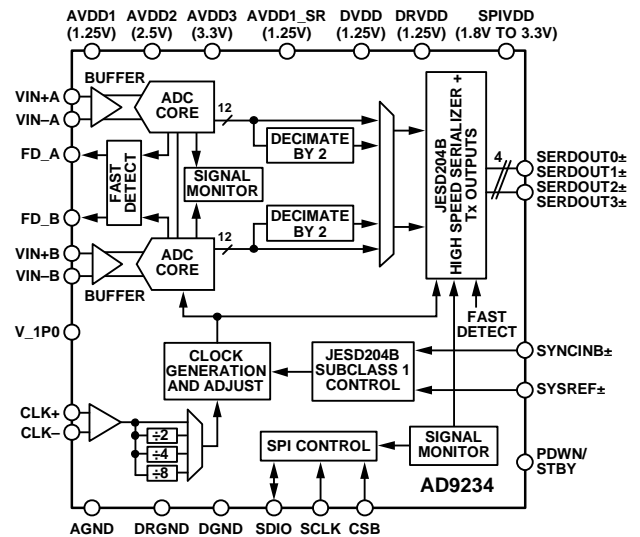 AVDD1 AVDD2 AVDD3 AVDD1_SR DVDD DRVDD SPIVDD
(1.25V) (2.5V) (3.3V) (1.25V) (1.25V) (1.25V) (1.8V TO 3.3V)
BUFFER
VIN+A
VIN–A
ADC
CORE
12
DECIMATE
BY 2
FD_A
FAST
DETECT
SIGNAL
MONITOR
FD_B
DECIMATE
BY 2
VIN+B
VIN–B
ADC
CORE
12
BUFFER
JESD204B
HIGH SPEED SERIALIZER +
Tx OUTPUTS
4
SERDOUT0±
SERDOUT1±
SERDOUT2±
SERDOUT3±
FAST
DETECT
V_1P0
CLOCK
GENERATION
AND ADJUST
JESD204B
SUBCLASS 1
CONTROL
SYNCINB±
SYSREF±
CLK+
CLK–
÷2
÷4
÷8
SPI CONTROL
SIGNAL
MONITOR
PDWN/
STBY
AD9234
AGND DRGND DGND SDIO SCLK CSB